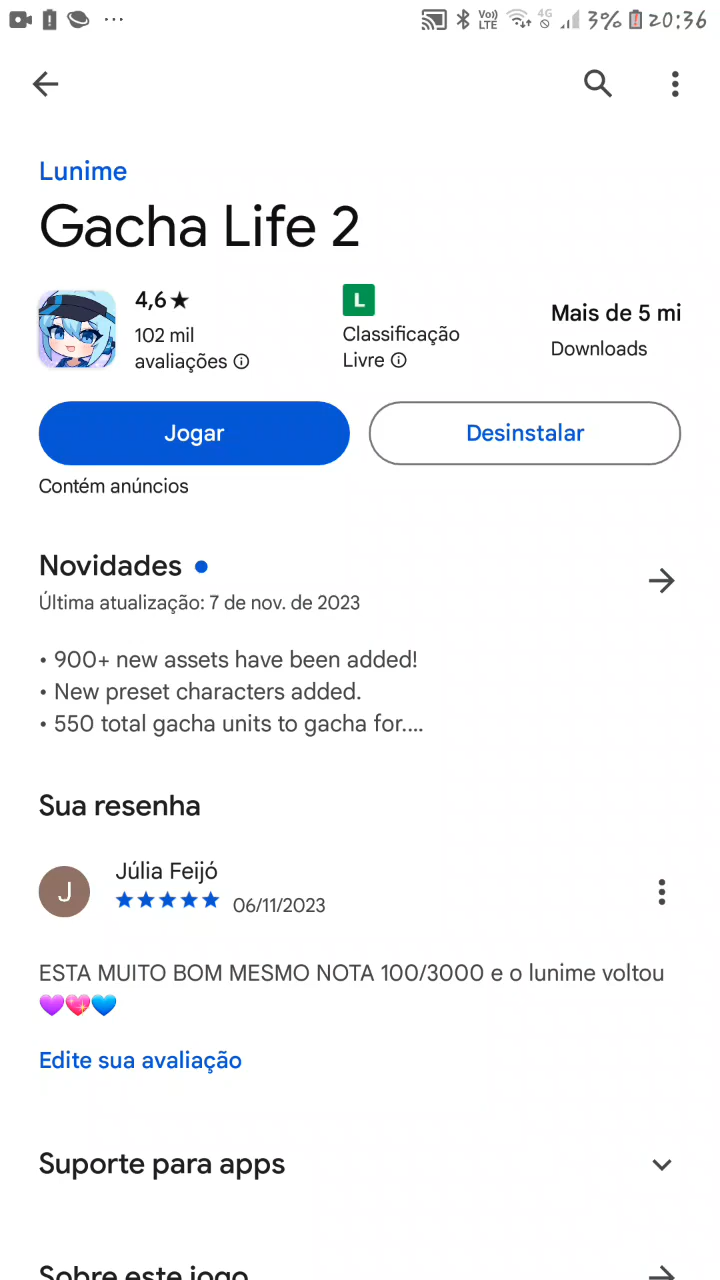 Vo))
LTE
4G
3%
20:36
Lunime
Gacha Life 2
4,6★
102 mil
avaliações
L
Classificação
Livre
Mais de 5 mi
Downloads
Jogar
Desinstalar
Contém anúncios
Novidades
Última atualização: 7 de nov. de 2023
• 900+ new assets have been added!
• New preset characters added.
• 550 total gacha units to gacha for....
Sua resenha
J
Júlia Feijó
★★★★★ 06/11/2023
ESTA MUITO BOM MESMO NOTA 100/3000 e o lunime voltou
💜💖💙
Edite sua avaliação
Suporte para apps
Sobre este jogo